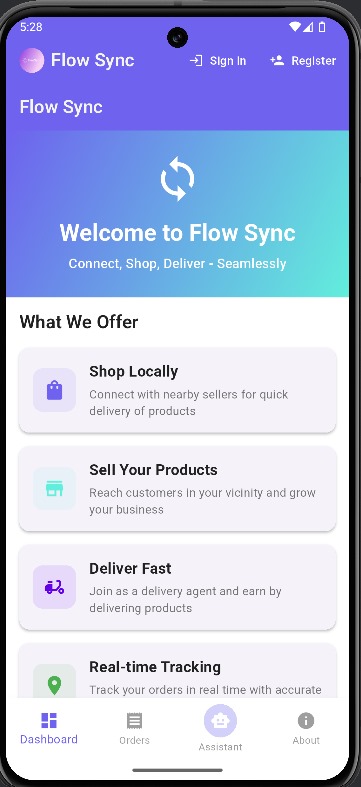 5:28
Flow Sync
Sign In
Register
Flow Sync
Welcome to Flow Sync
Connect, Shop, Deliver - Seamlessly
What We Offer
Shop Locally
Connect with nearby sellers for quick
delivery of products
Sell Your Products
Reach customers in your vicinity and grow
your business
Deliver Fast
Join as a delivery agent and earn by
delivering products
Real-time Tracking
Track your orders in real time with accurate
Dashboard
Orders
Assistant
About